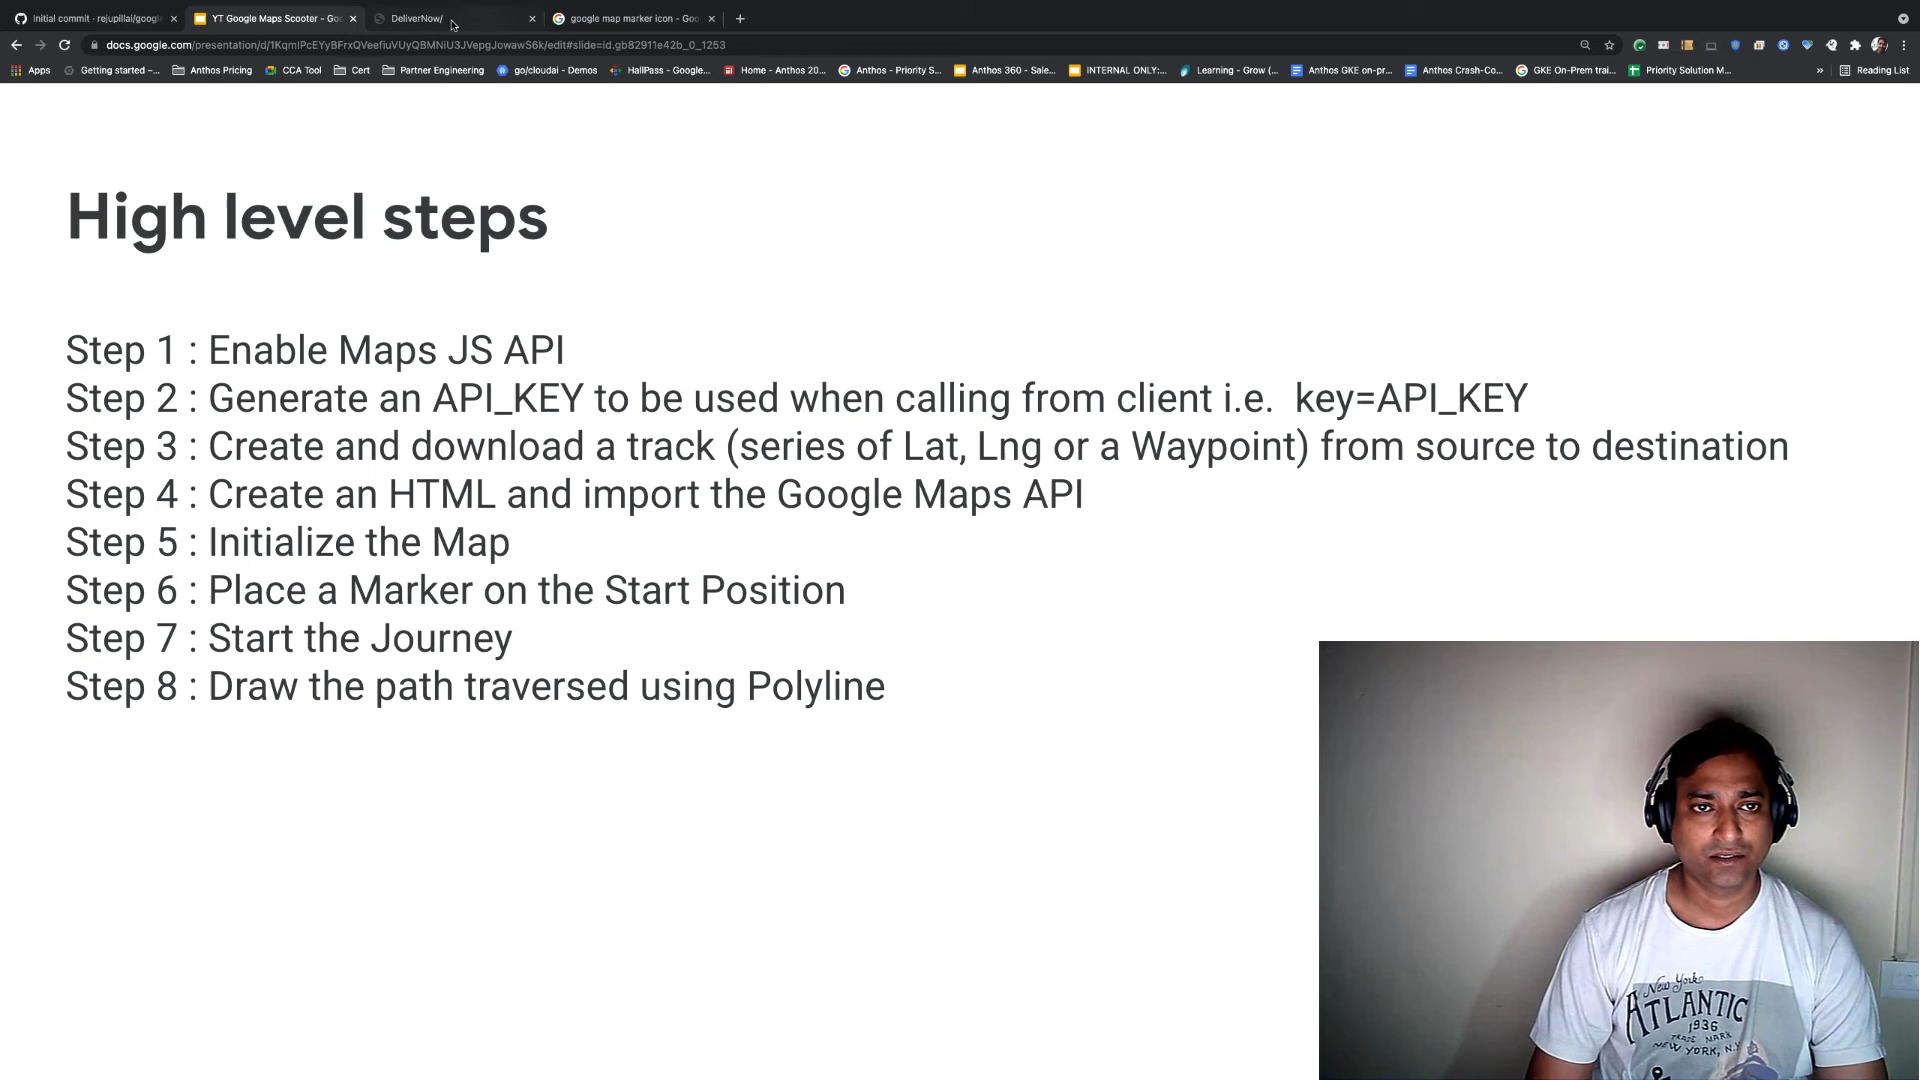 Initial commit · rejupillai/googl
YT Google Maps Scooter - Goo
DeliverNow/
google map marker icon - Goo
docs.google.com/presentation/d/1KqmIPcEYyBFrxQVeefiuVUyQBMNiU3JVepgJowawS6k/edit#slide=id.gb82911e42b_0_1253
Apps
Getting started –...
Anthos Pricing
CCA Tool
Cert
Partner Engineering
go/cloudai - Demos
HallPass - Google...
Home - Anthos 20...
Anthos - Priority S...
Anthos 360 - Sale...
INTERNAL ONLY:...
Learning - Grow (...
Anthos GKE on-pr...
Anthos Crash-Co...
GKE On-Prem trai...
Priority Solution M...
»
Reading List
High level steps
Step 1 : Enable Maps JS API
Step 2 : Generate an API_KEY to be used when calling from client i.e. key=API_KEY
Step 3 : Create and download a track (series of Lat, Lng or a Waypoint) from source to destination
Step 4 : Create an HTML and import the Google Maps API
Step 5 : Initialize the Map
Step 6 : Place a Marker on the Start Position
Step 7 : Start the Journey
Step 8 : Draw the path traversed using Polyline
New York
ATLANTIC
1936
TRADE MARK
NEW YORK, N.Y.